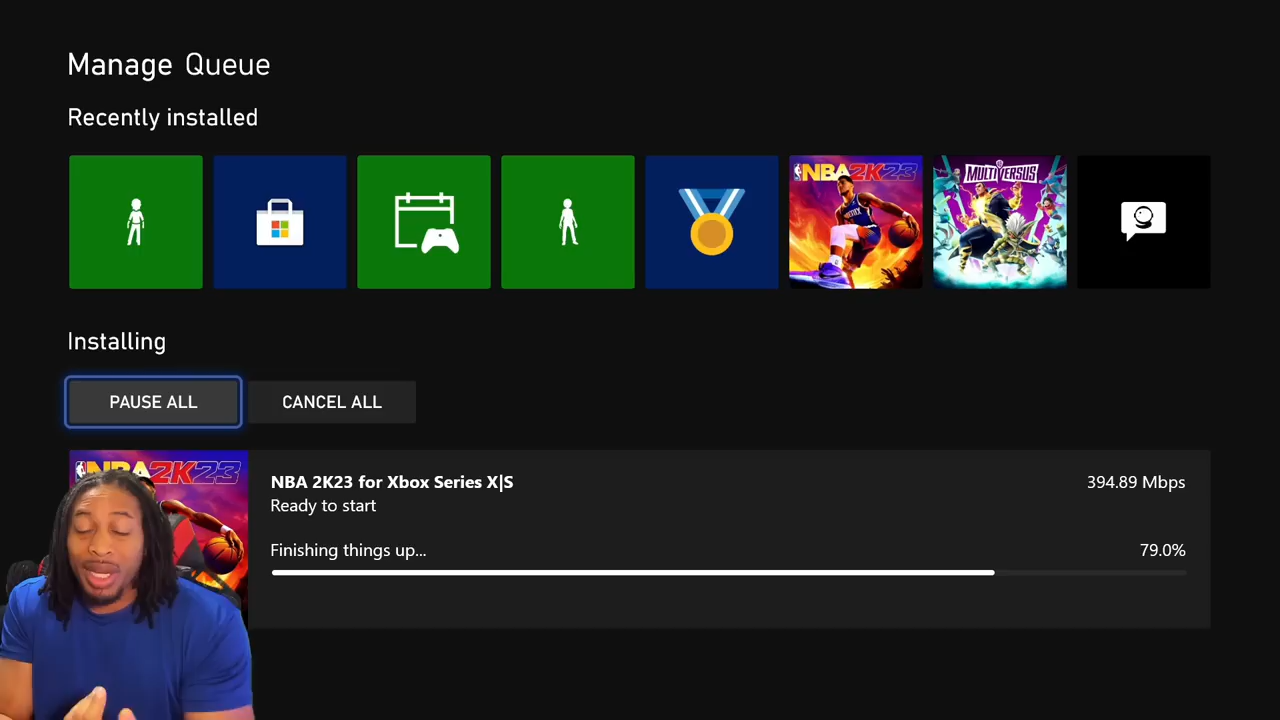 Manage Queue
Recently installed
NBA 2K23
MULTIVERSUS
Installing
PAUSE ALL
CANCEL ALL
NBA 2K23
NBA 2K23 for Xbox Series X|S
394.89 Mbps
Ready to start
Finishing things up...
79.0%